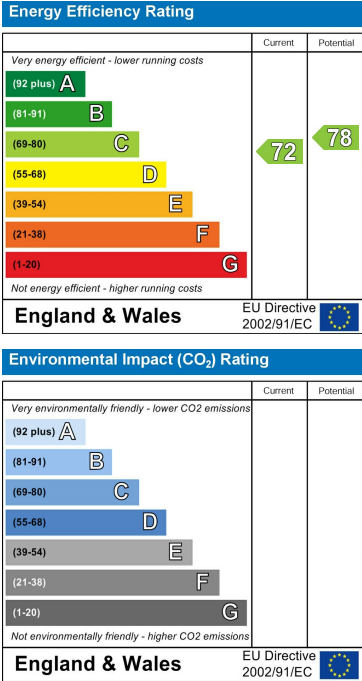 Energy Efficiency Rating
Current Potential
Very energy efficient - lower running costs
(92 plus) A
(81-91) B
(69-80) C
(55-68) D
(39-54) E
(21-38) F
(1-20) G
72 78
Not energy efficient - higher running costs
England & Wales
EU Directive
2002/91/EC
Environmental Impact (CO₂) Rating
Current Potential
Very environmentally friendly - lower CO2 emissions
(92 plus) A
(81-91) B
(69-80) C
(55-68) D
(39-54) E
(21-38) F
(1-20) G
Not environmentally friendly - higher CO2 emissions
England & Wales
EU Directive
2002/91/EC